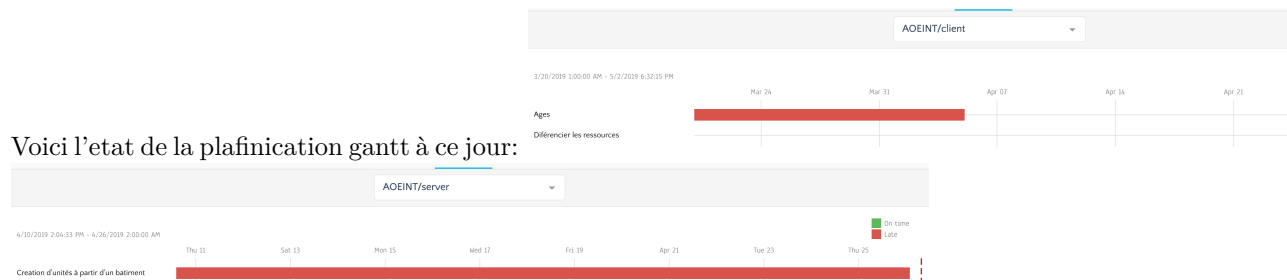 AOEINT/client
3/20/2019 1:00:00 AM - 5/2/2019 6:32:15 PM
Mar 24 Mar 31 Apr 07 Apr 14 Apr 21
Ages
Diférencier les ressources
Voici l'etat de la plafinication gantt à ce jour:
AOEINT/server
4/10/2019 2:04:33 PM - 4/26/2019 2:00:00 AM
On time
Late
Thu 11 Sat 13 Mon 15 Wed 17 Fri 19 Apr 21 Tue 23 Thu 25
Creation d'unités à partir d'un batiment